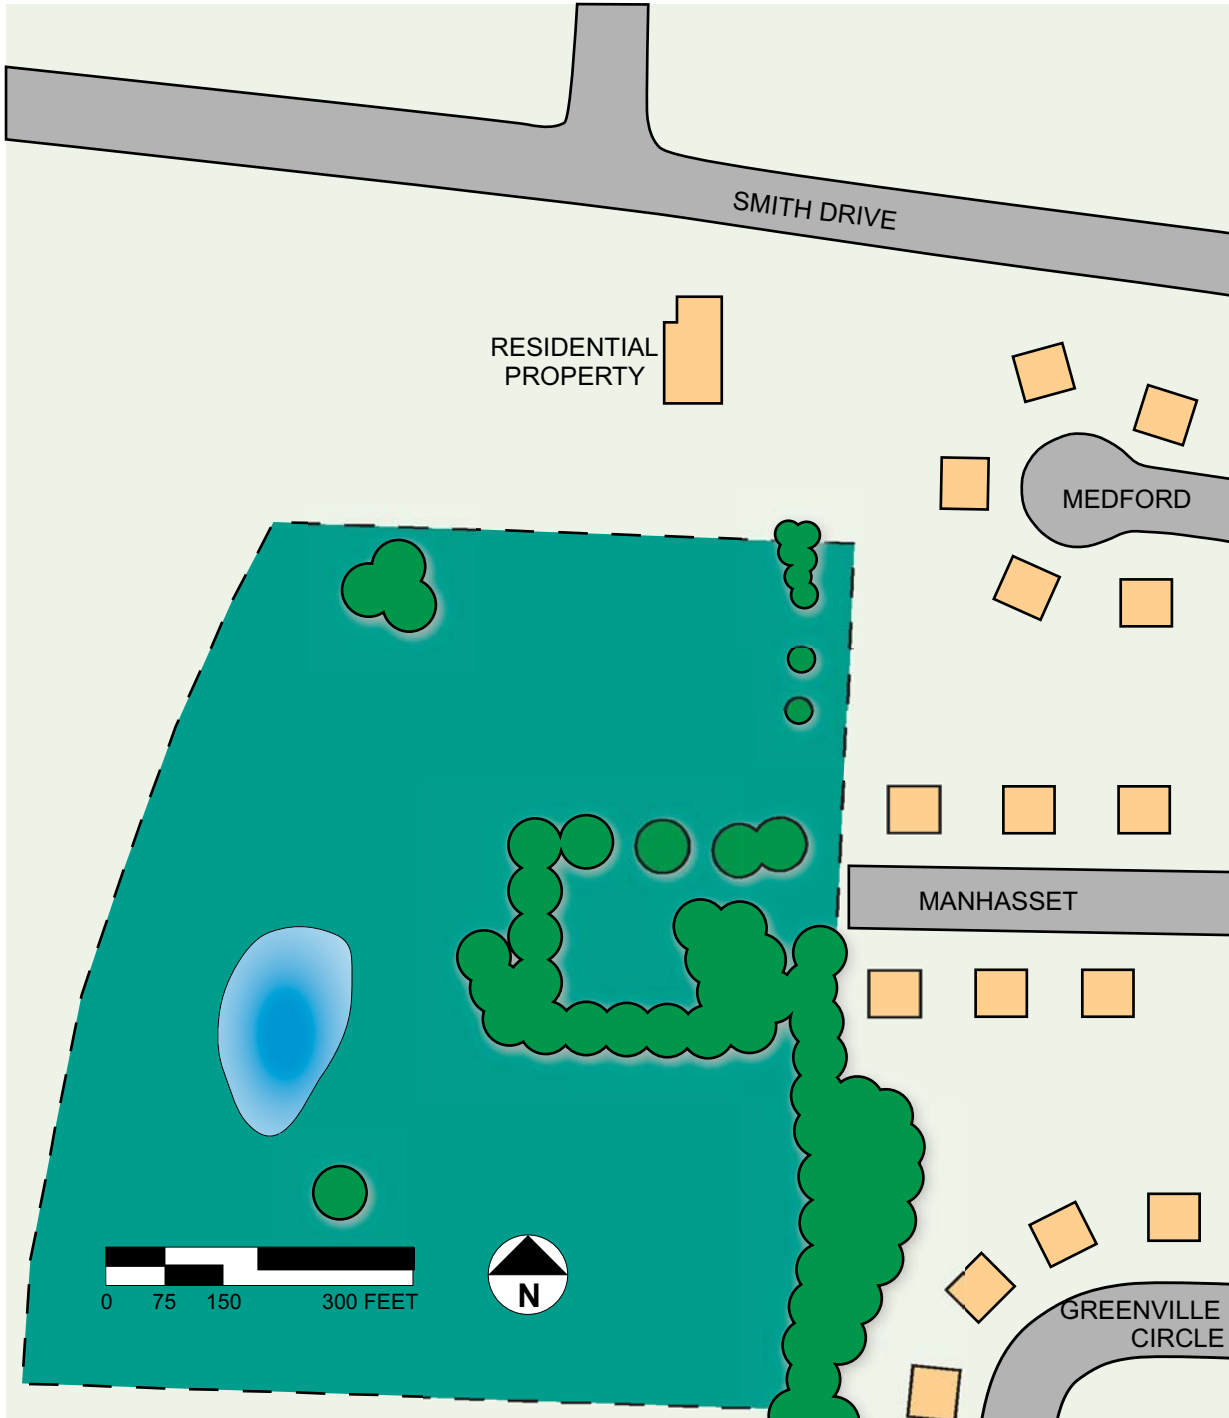 SMITH DRIVE
RESIDENTIAL
PROPERTY
MEDFORD
MANHASSET
0 75 150 300 FEET
N
GREENVILLE
CIRCLE